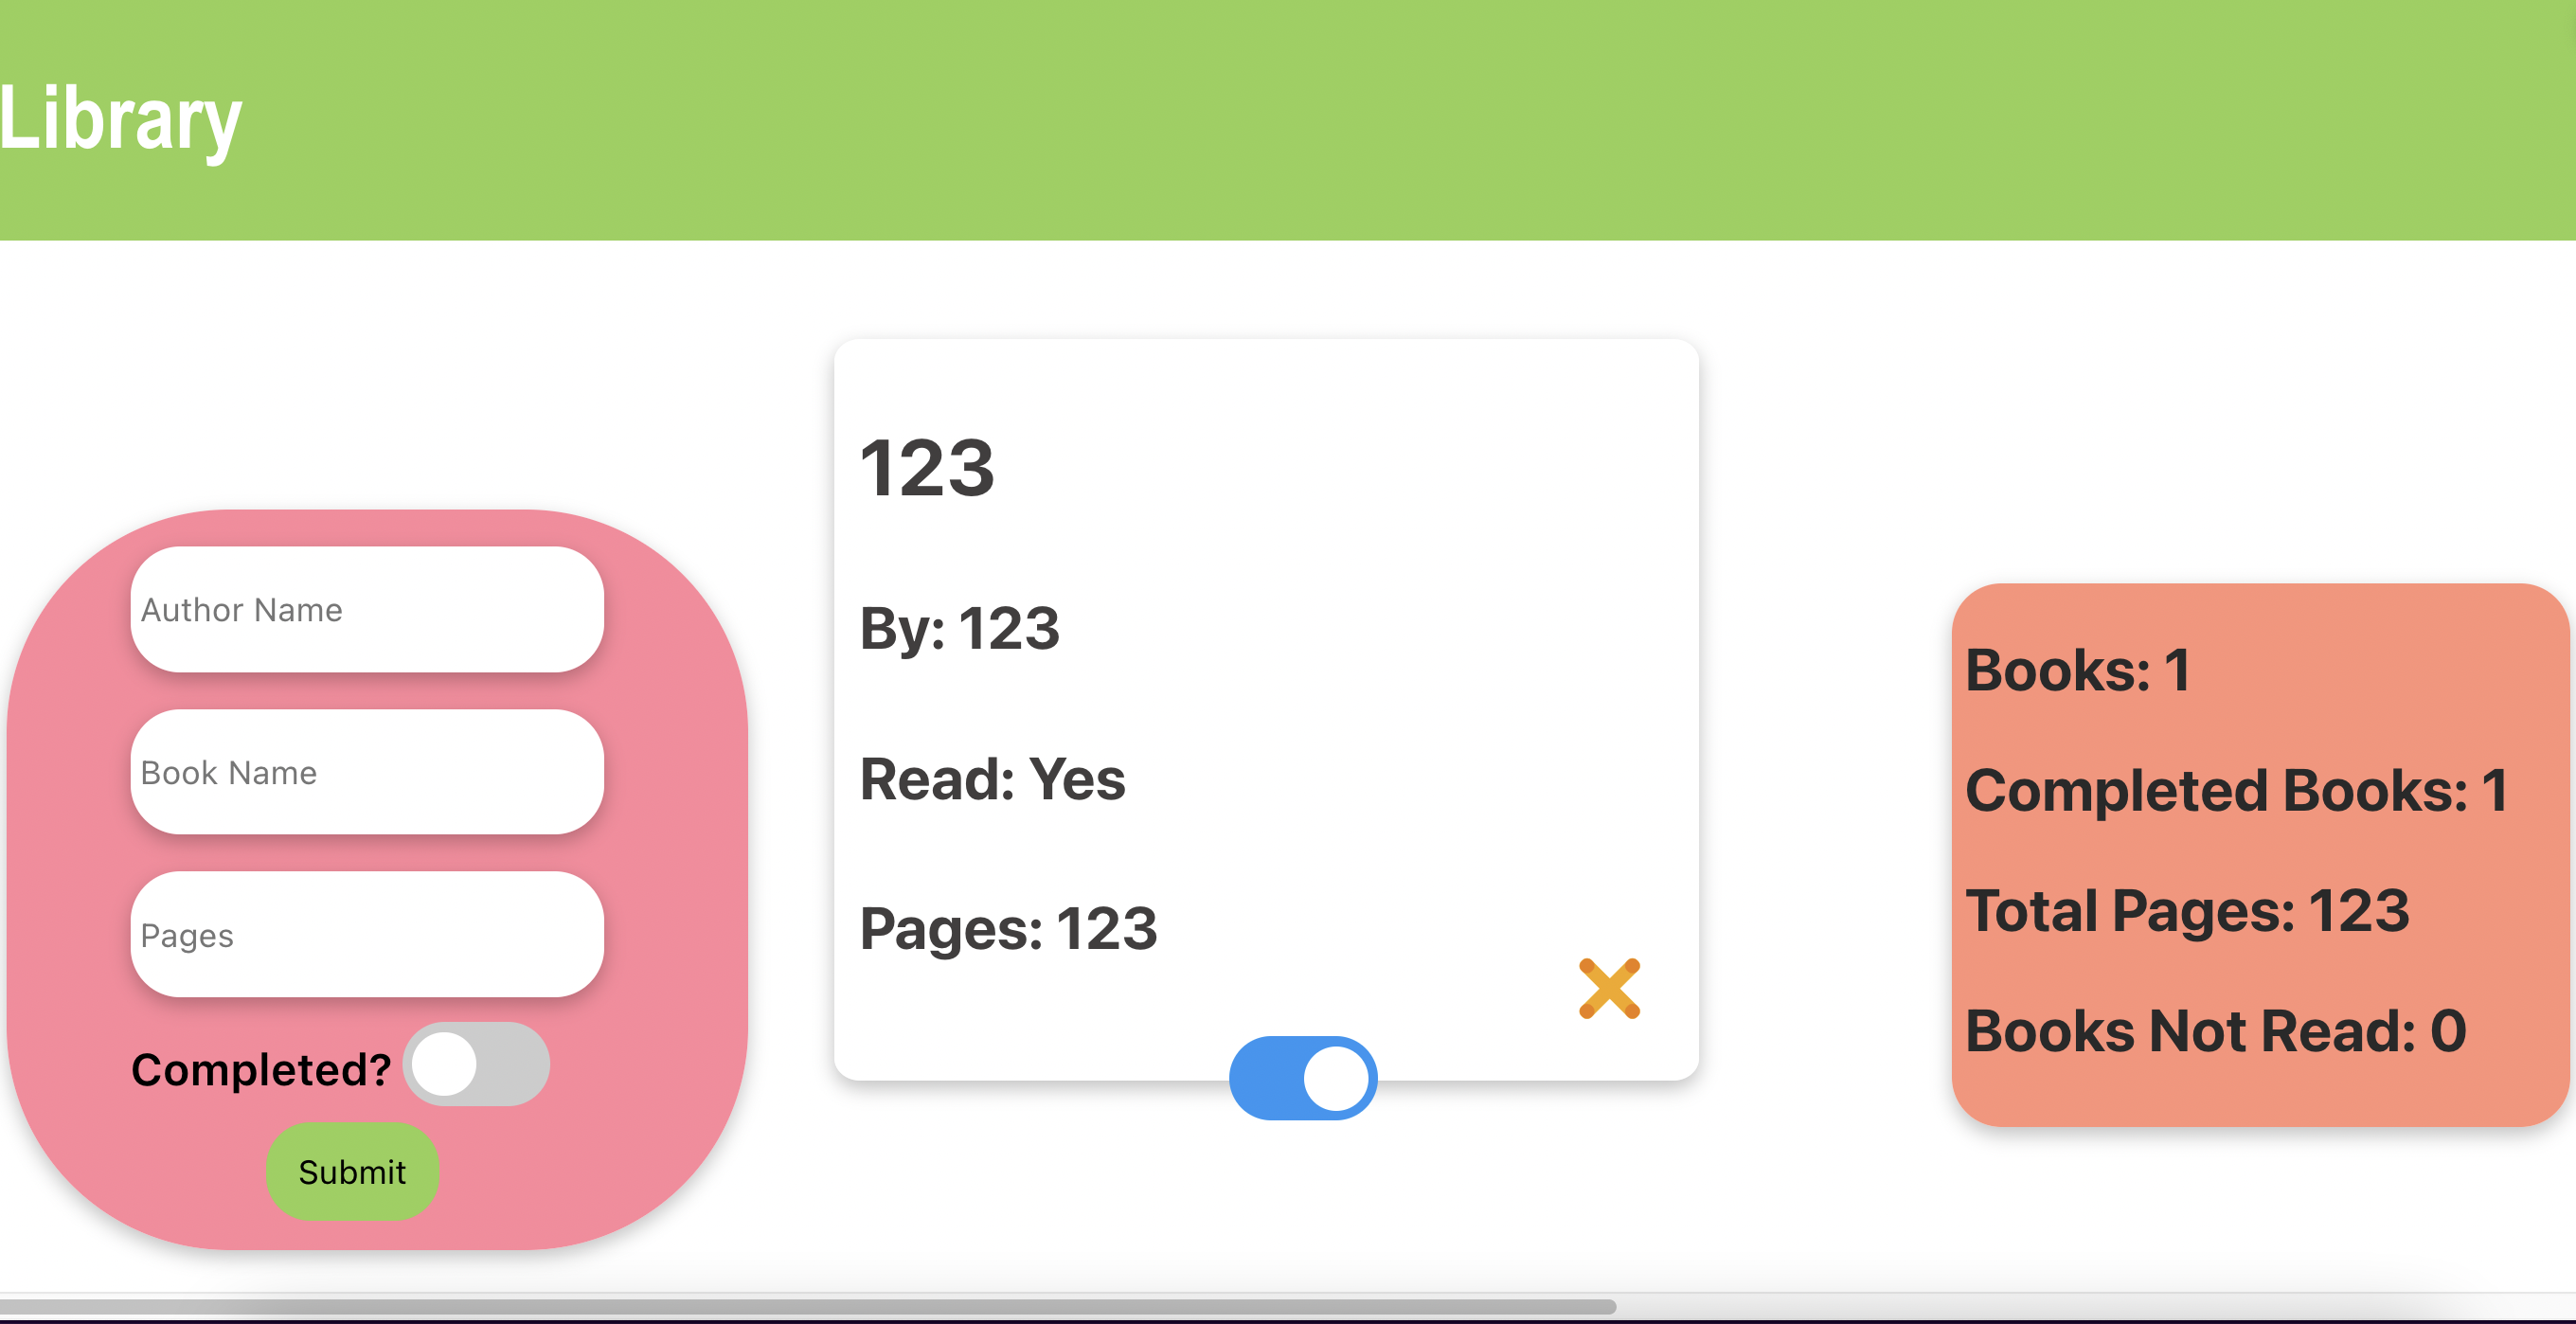 Library
Author Name
Book Name
Pages
Completed?
Submit
123
By: 123
Read: Yes
Pages: 123
Books: 1
Completed Books: 1
Total Pages: 123
Books Not Read: 0